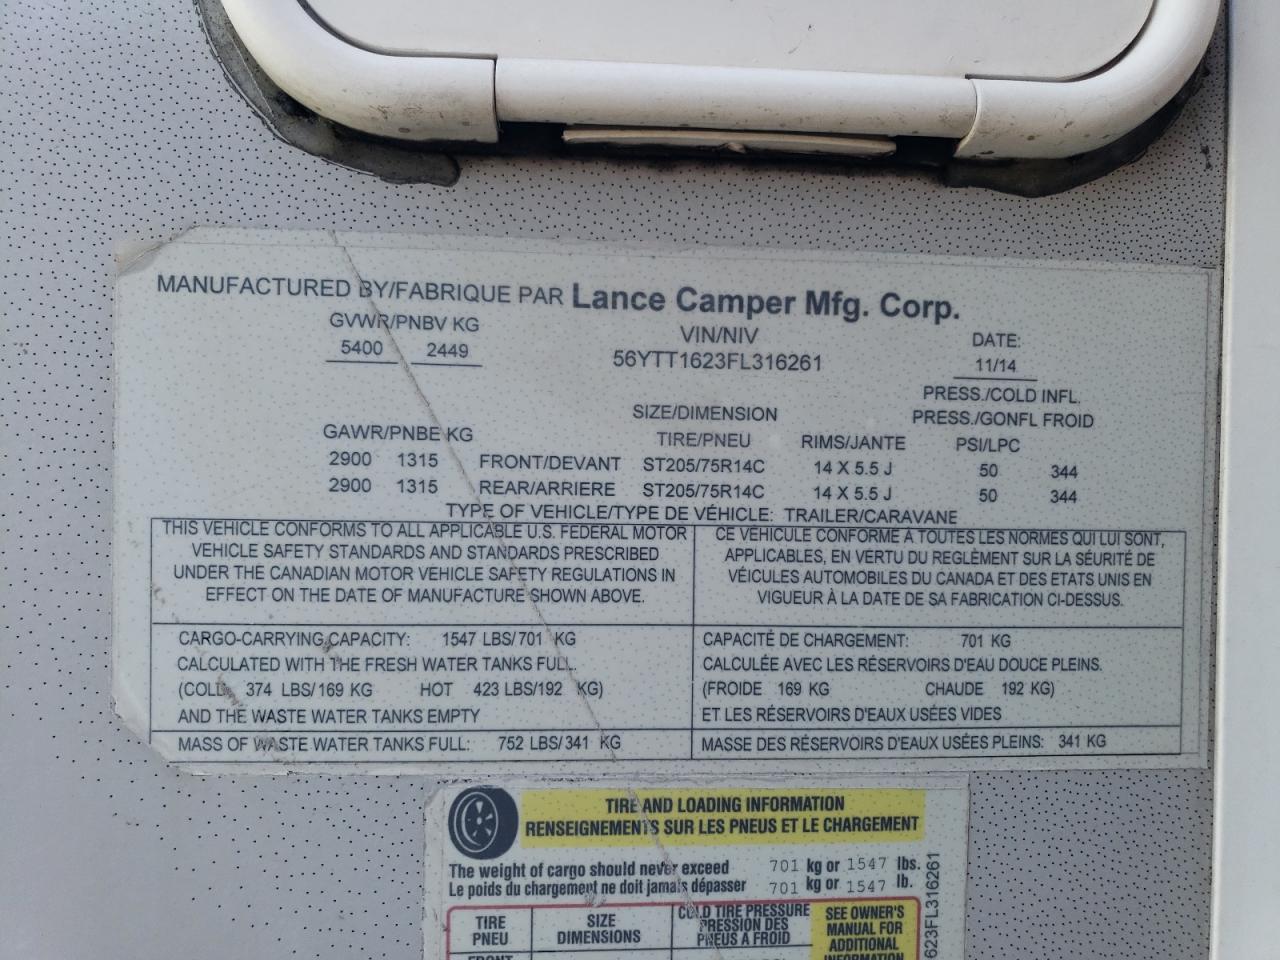 MANUFACTURED BY/FABRIQUE PAR Lance Camper Mfg. Corp.
GVWR/PNBV KG VIN/NIV DATE:
5400 2449 56YTT1623FL316261 11/14
PRESS./COLD INFL.
SIZE/DIMENSION PRESS./GONFL FROID
GAWR/PNBE KG TIRE/PNEU RIMS/JANTE PSI/LPC
2900 1315 FRONT/DEVANT ST205/75R14C 14 X 5.5 J 50 344
2900 1315 REAR/ARRIERE ST205/75R14C 14 X 5.5 J 50 344
TYPE OF VEHICLE/TYPE DE VÉHICLE: TRAILER/CARAVANE
THIS VEHICLE CONFORMS TO ALL APPLICABLE U.S. FEDERAL MOTOR
VEHICLE SAFETY STANDARDS AND STANDARDS PRESCRIBED
UNDER THE CANADIAN MOTOR VEHICLE SAFETY REGULATIONS IN
EFFECT ON THE DATE OF MANUFACTURE SHOWN ABOVE.
CE VÉHICULE CONFORME À TOUTES LES NORMES QUI LUI SONT,
APPLICABLES, EN VERTU DU REGLÈMENT SUR LA SÉURITÉ DE
VÉICULES AUTOMOBILES DU CANADA ET DES ETATS UNIS EN
VIGUEUR À LA DATE DE SA FABRICATION CI-DESSUS.
CARGO-CARRYING CAPACITY: 1547 LBS/701 KG
CALCULATED WITH THE FRESH WATER TANKS FULL.
(COLD 374 LBS/169 KG HOT 423 LBS/192 KG)
AND THE WASTE WATER TANKS EMPTY
CAPACITÉ DE CHARGEMENT: 701 KG
CALCULÉE AVEC LES RÉSERVOIRS D'EAU DOUCE PLEINS.
(FROIDE 169 KG CHAUDE 192 KG)
ET LES RÉSERVOIRS D'EAUX USÉES VIDES
MASS OF WASTE WATER TANKS FULL: 752 LBS/341 KG
MASSE DES RÉSERVOIRS D'EAUX USÉES PLEINS: 341 KG
TIRE AND LOADING INFORMATION
RENSEIGNEMENTS SUR LES PNEUS ET LE CHARGEMENT
The weight of cargo should never exceed 701 kg or 1547 lbs.
Le poids du chargement ne doit jamais dépasser 701 kg or 1547 lb.
TIRE
PNEU
SIZE
DIMENSIONS
COLD TIRE PRESSURE
PRESSION DES
PNEUS A FROID
SEE OWNER'S
MANUAL FOR
ADDITIONAL
INFORMATION
FRONT
623FL316261